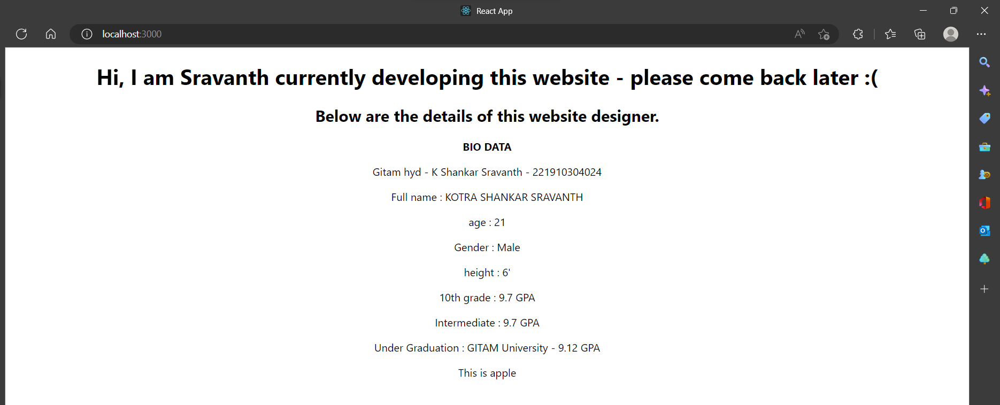 React App
localhost:3000
Hi, I am Sravanth currently developing this website - please come back later :(
Below are the details of this website designer.
BIO DATA
Gitam hyd - K Shankar Sravanth - 221910304024
Full name : KOTRA SHANKAR SRAVANTH
age : 21
Gender : Male
height : 6'
10th grade : 9.7 GPA
Intermediate : 9.7 GPA
Under Graduation : GITAM University - 9.12 GPA
This is apple